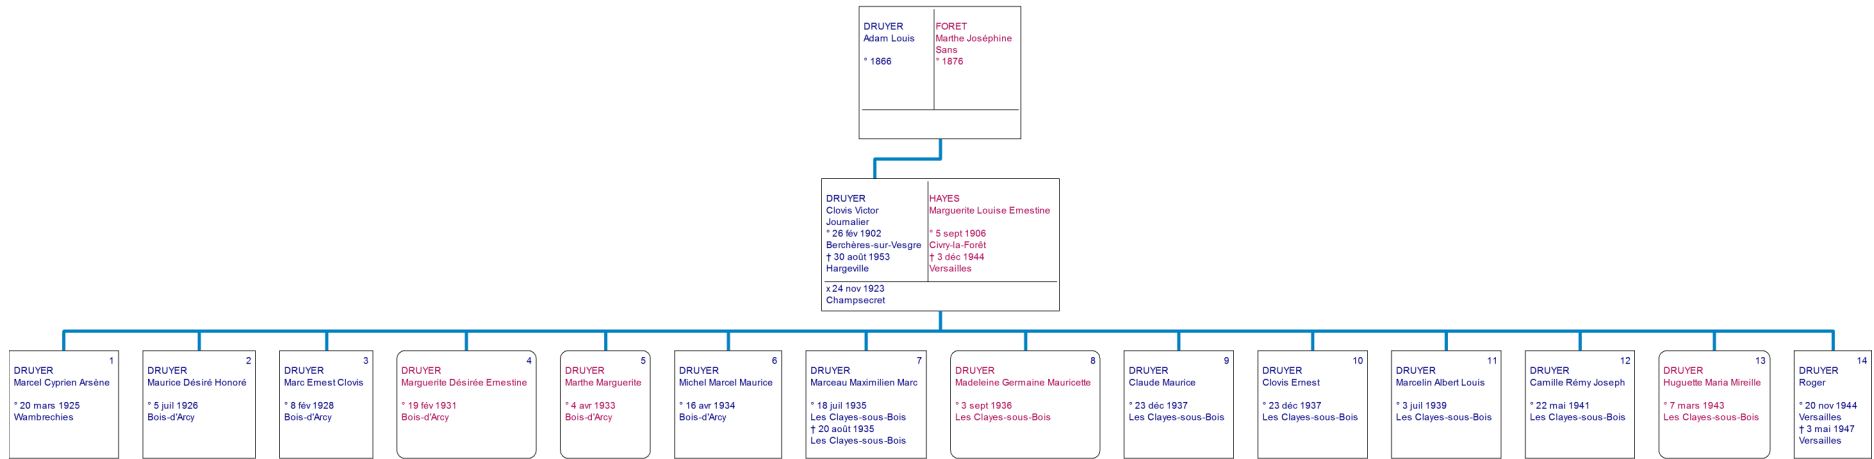 DRUYER
Adam Louis
° 1866
FORET
Marthe Joséphine
Sans
° 1876
DRUYER
Clovis Victor
Journalier
° 26 fév 1902
Berchères-sur-Vesgre
† 30 août 1953
Hargeville
HAYES
Marguerite Louise Ernestine
° 5 sept 1906
Civry-la-Forêt
† 3 déc 1944
Versailles
x 24 nov 1923
Champsecret
1
DRUYER
Marcel Cyprien Arsène
° 20 mars 1925
Wambrechies
2
DRUYER
Maurice Désiré Honoré
° 5 juil 1926
Bois-d'Arcy
3
DRUYER
Marc Ernest Clovis
° 8 fév 1928
Bois-d'Arcy
4
DRUYER
Marguerite Désirée Ernestine
° 19 fév 1931
Bois-d'Arcy
5
DRUYER
Marthe Marguerite
° 4 avr 1933
Bois-d'Arcy
6
DRUYER
Michel Marcel Maurice
° 16 avr 1934
Bois-d'Arcy
7
DRUYER
Marceau Maximilien Marc
° 18 juil 1935
Les Clayes-sous-Bois
† 20 août 1935
Les Clayes-sous-Bois
8
DRUYER
Madeleine Germaine Mauricette
° 3 sept 1936
Les Clayes-sous-Bois
9
DRUYER
Claude Maurice
° 23 déc 1937
Les Clayes-sous-Bois
10
DRUYER
Clovis Ernest
° 23 déc 1937
Les Clayes-sous-Bois
11
DRUYER
Marcelin Albert Louis
° 3 juil 1939
Les Clayes-sous-Bois
12
DRUYER
Camille Rémy Joseph
° 22 mai 1941
Les Clayes-sous-Bois
13
DRUYER
Huguette Maria Mireille
° 7 mars 1943
Les Clayes-sous-Bois
14
DRUYER
Roger
° 20 nov 1944
Versailles
† 3 mai 1947
Versailles